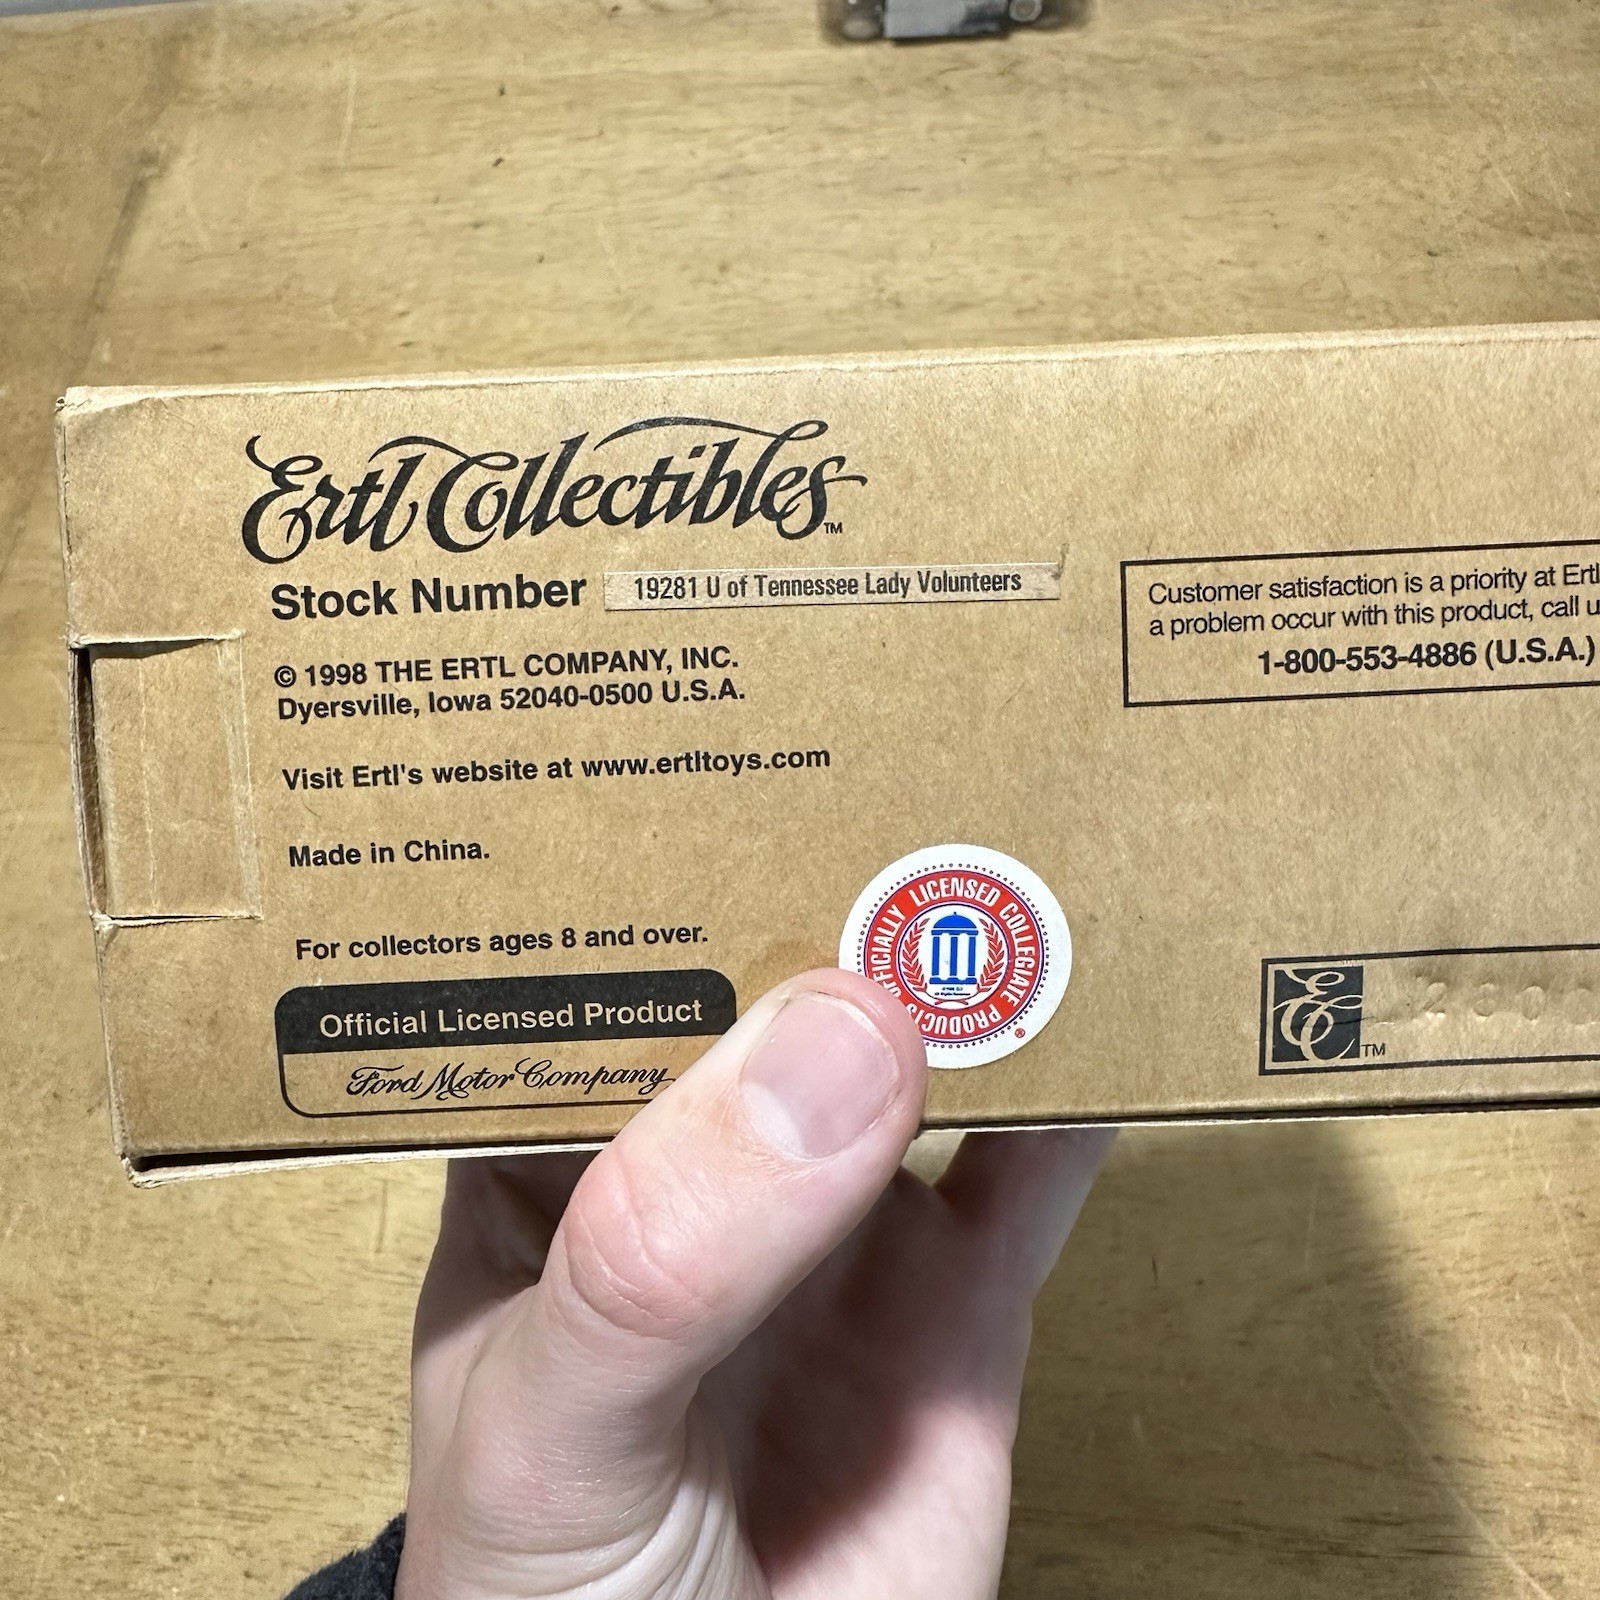 Ertl Collectibles™
Stock Number 19281 U of Tennessee Lady Volunteers
© 1998 THE ERTL COMPANY, INC.
Dyersville, Iowa 52040-0500 U.S.A.
Visit Ertl's website at www.ertltoys.com
Made in China.
For collectors ages 8 and over.
Official Licensed Product
Ford Motor Company
Customer satisfaction is a priority at Ertl
a problem occur with this product, call
1-800-553-4886 (U.S.A.)
OFFICIALLY LICENSED COLLEGIATE PRODUCTS ®
EC™